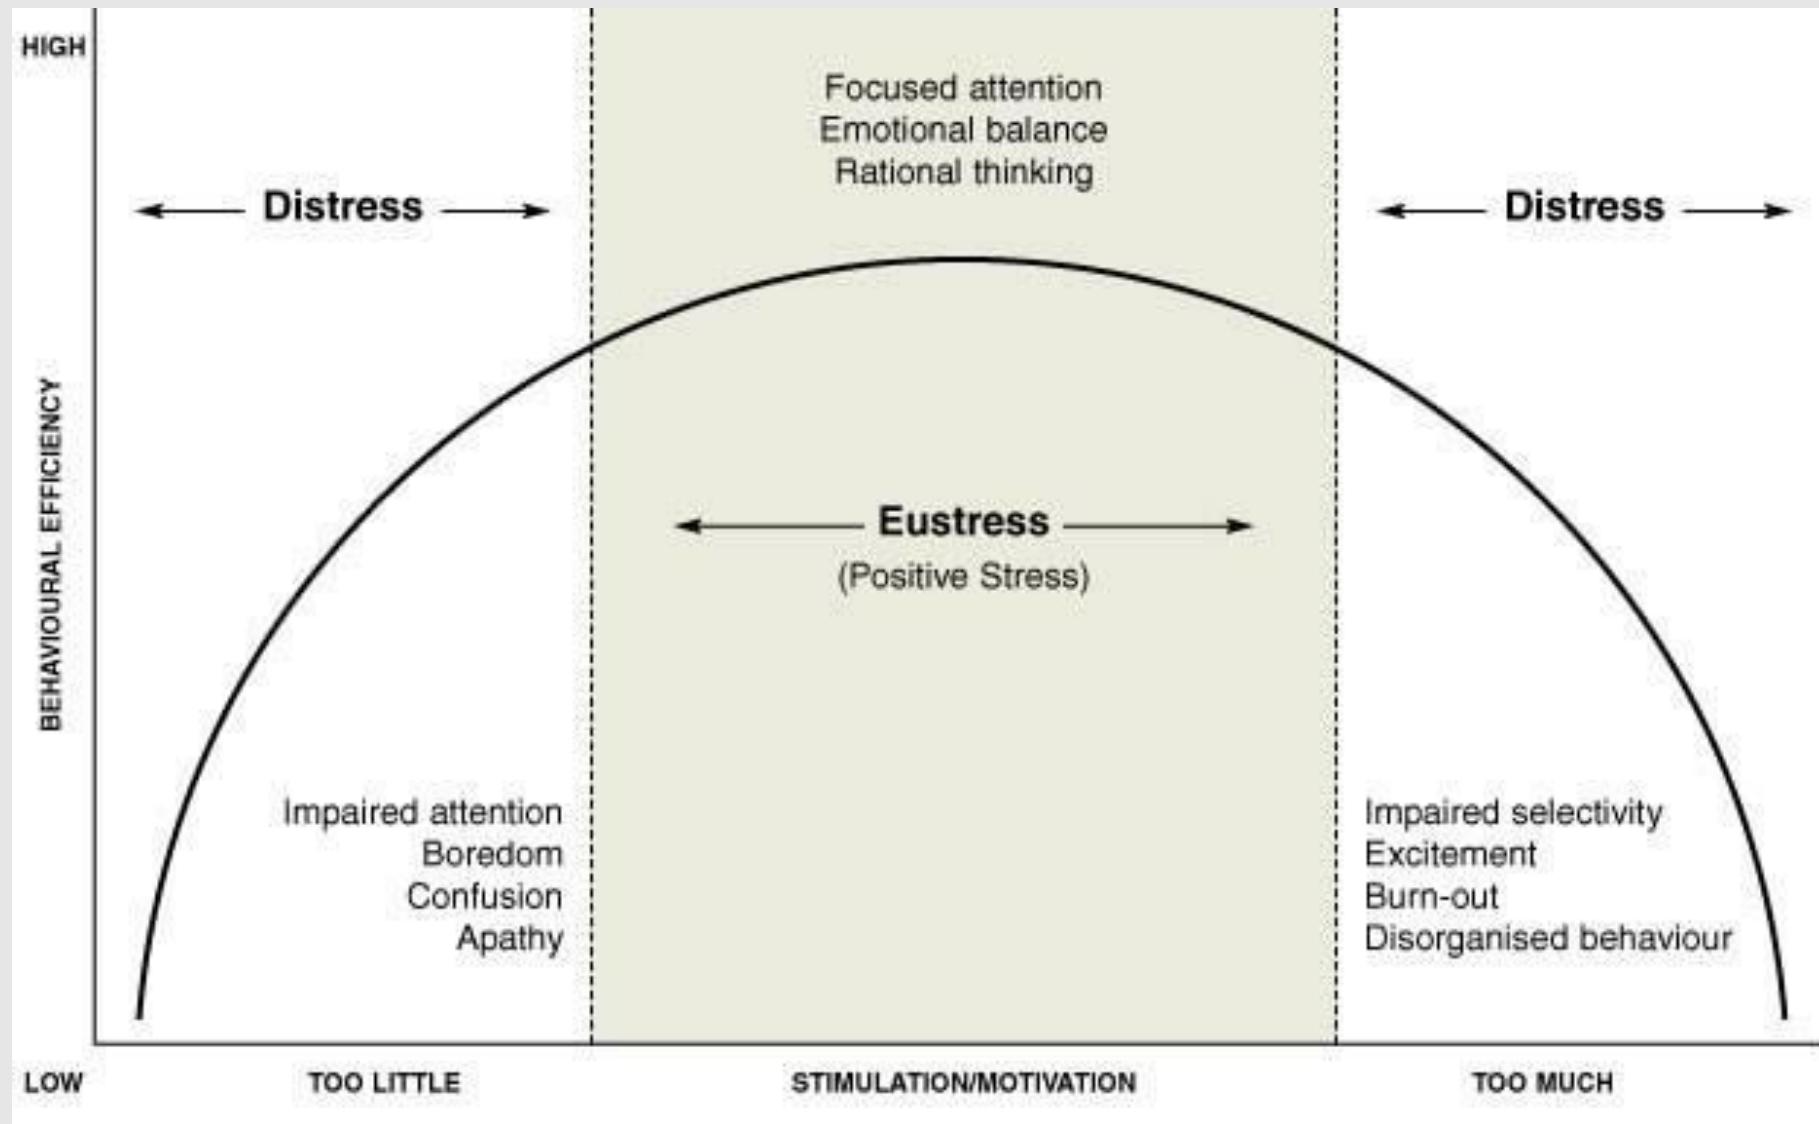 HIGH
Focused attention
Emotional balance
Rational thinking
Distress
Distress
BEHAVIOURAL EFFICIENCY
Eustress
(Positive Stress)
Impaired attention
Boredom
Confusion
Apathy
Impaired selectivity
Excitement
Burn-out
Disorganised behaviour
LOW
TOO LITTLE
STIMULATION/MOTIVATION
TOO MUCH